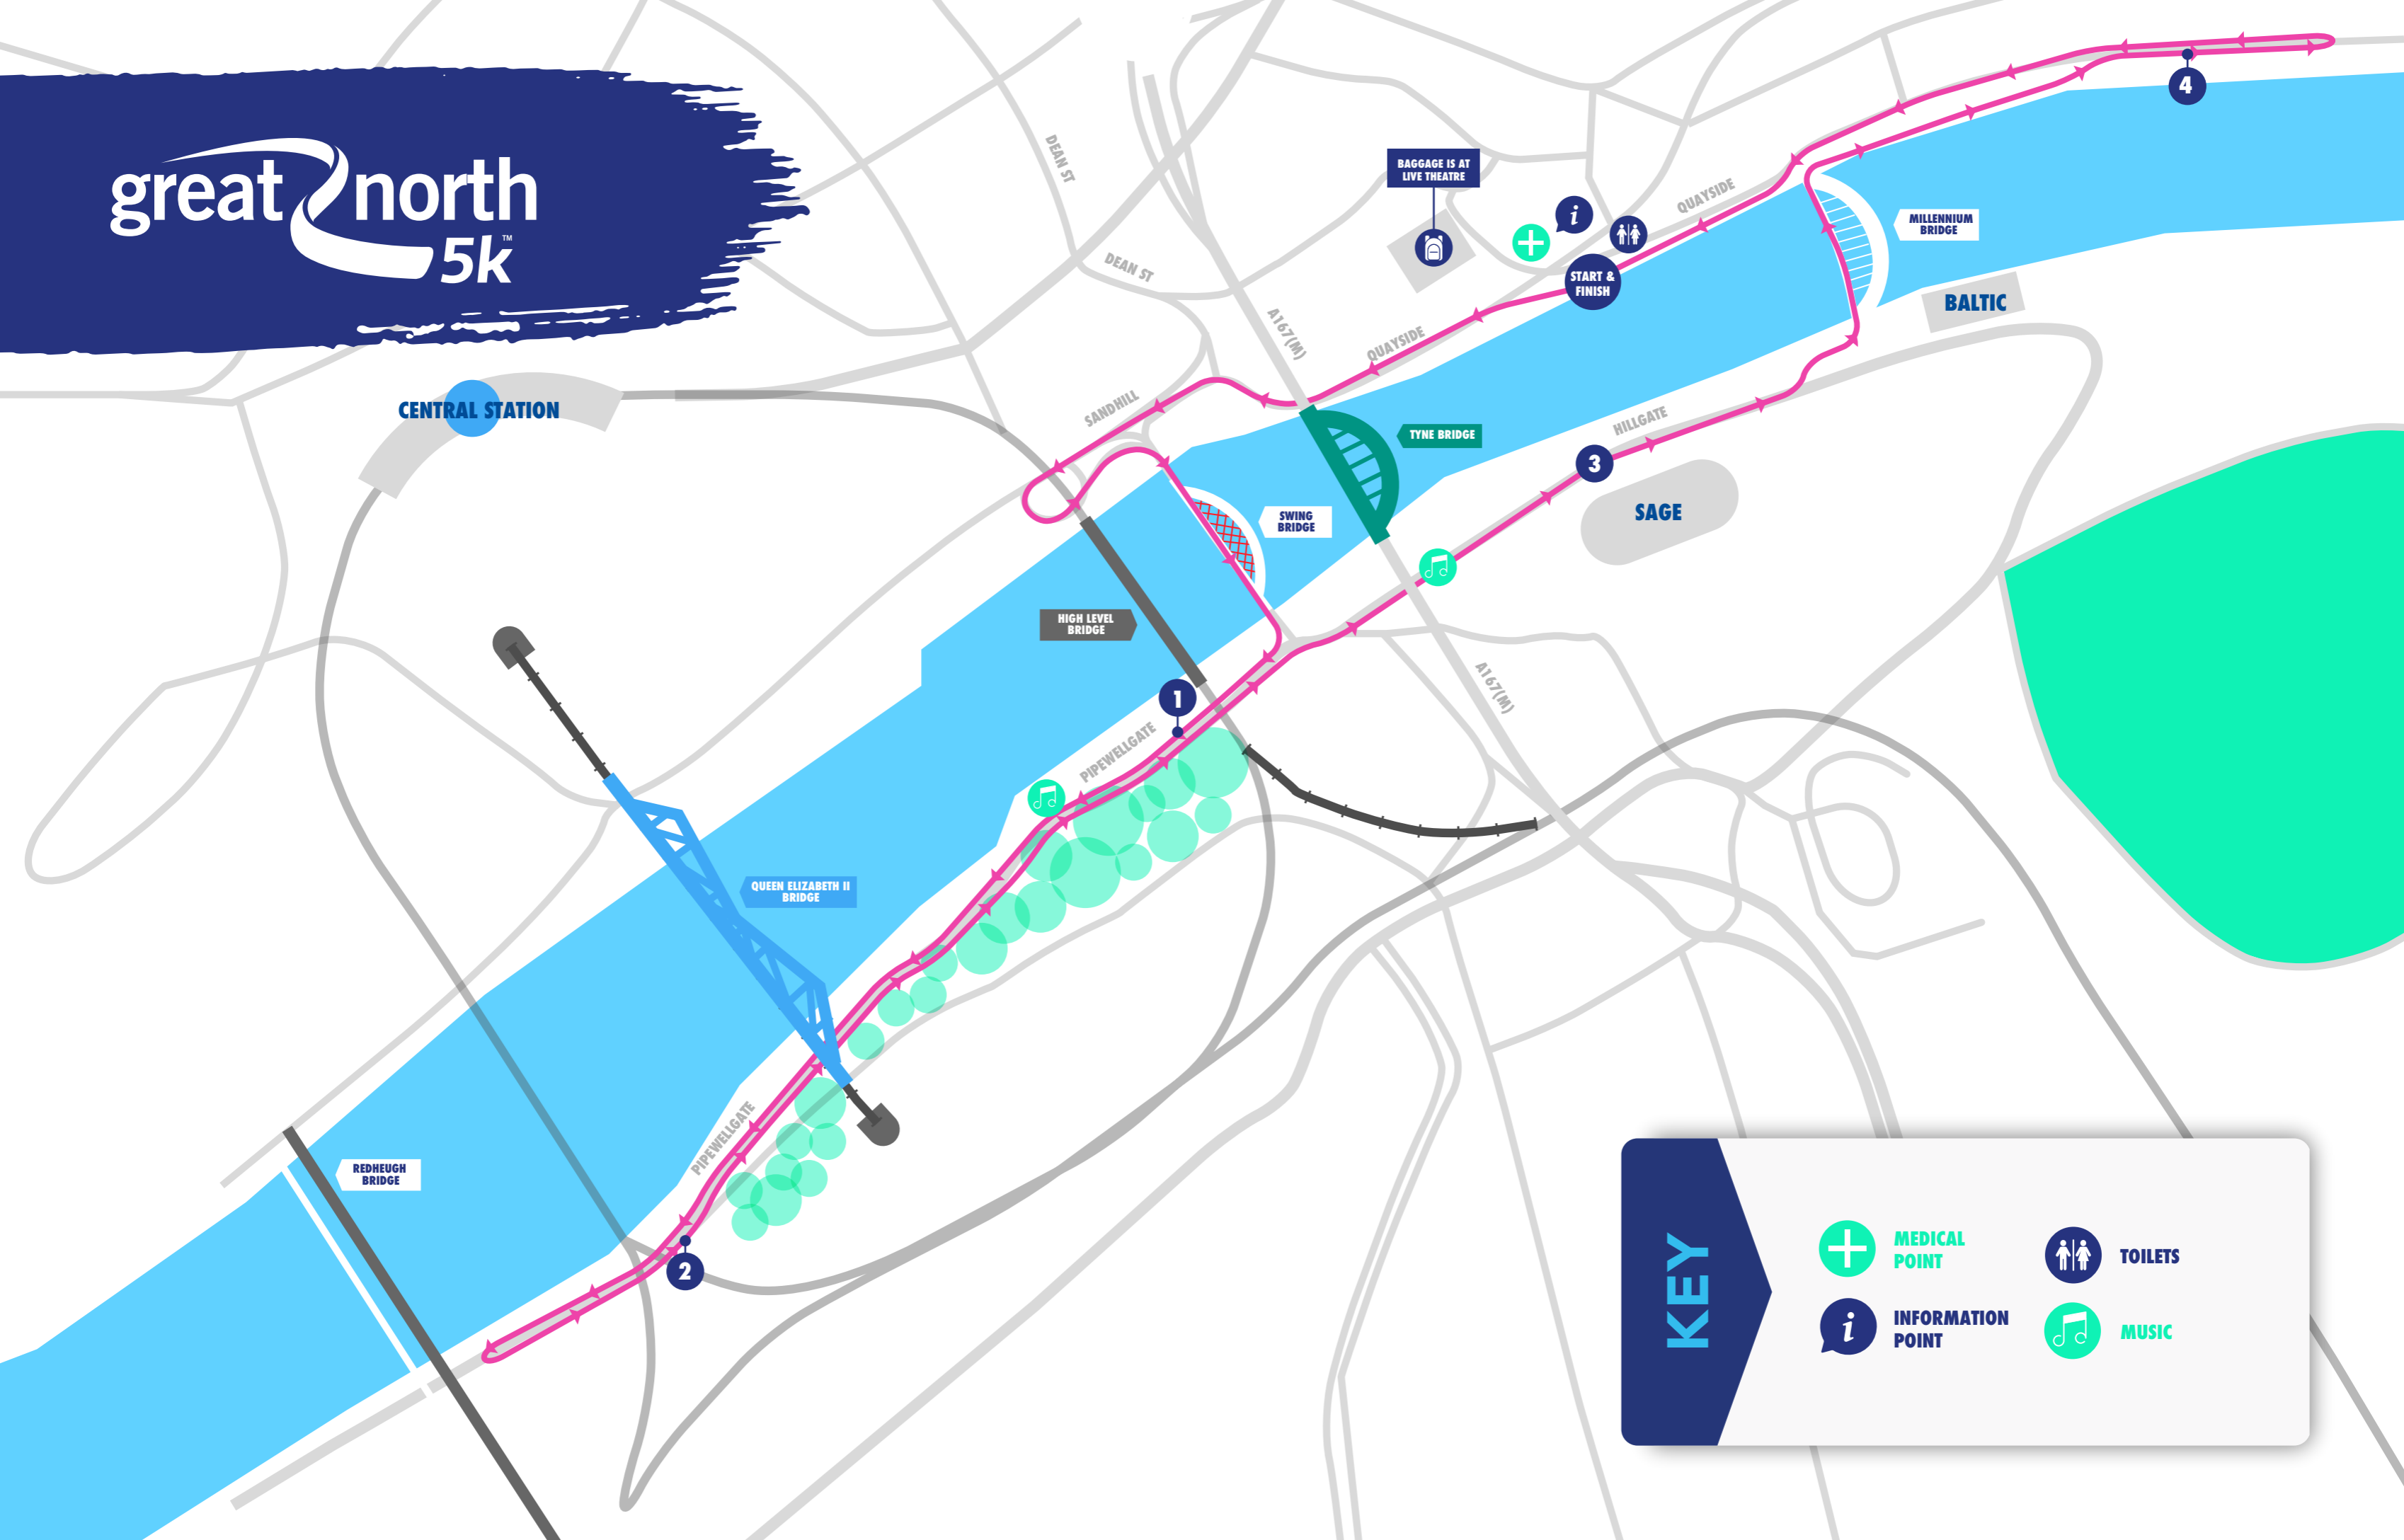 great north
5k™
DEAN ST
DEAN ST
BAGGAGE IS AT
LIVE THEATRE
i
QUAYSIDE
4
MILLENNIUM
BRIDGE
START &
FINISH
BALTIC
A167(M)
QUAYSIDE
CENTRAL STATION
SANDHILL
TYNE BRIDGE
HILLGATE
3
SAGE
SWING
BRIDGE
HIGH LEVEL
BRIDGE
A167(M)
1
PIPEWELLGATE
QUEEN ELIZABETH II
BRIDGE
PIPEWELLGATE
REDHEUGH
BRIDGE
2
KEY
MEDICAL
POINT
TOILETS
i
INFORMATION
POINT
MUSIC